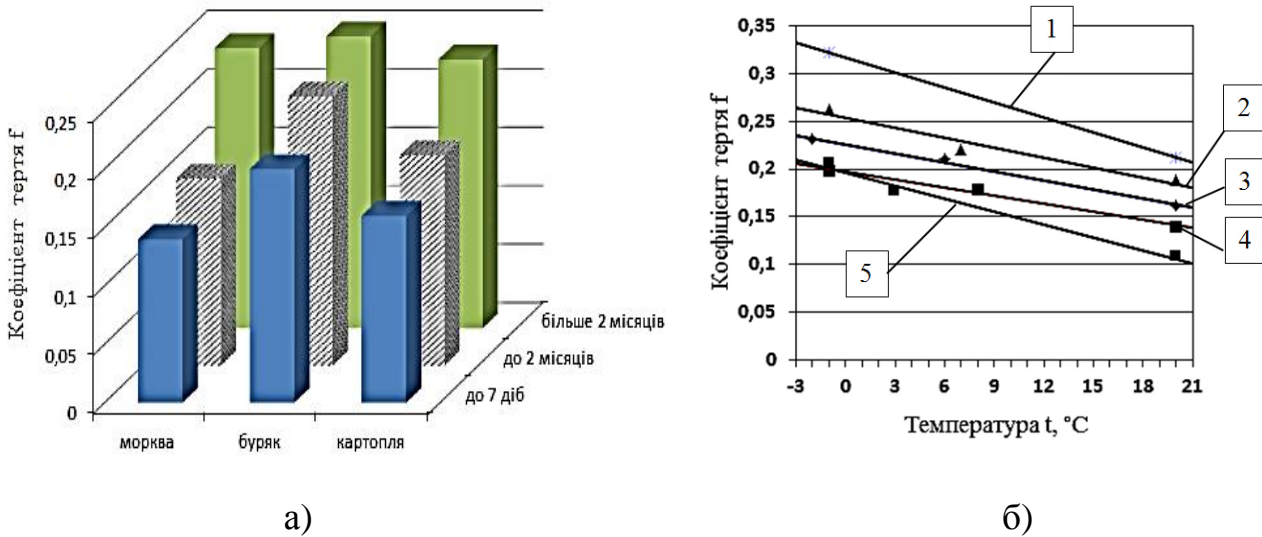 Коефіцієнт тертя f
0,25
0,2
0,15
0,1
0,05
0
морква
буряк
картопля
до 7 діб
до 2 місяців
більше 2 місяців
а)
Коефіцієнт тертя f
0,35
0,3
0,25
0,2
0,15
0,1
0,05
0
-3 0 3 6 9 12 15 18 21
Температура t, °C
1
2
3
4
5
б)